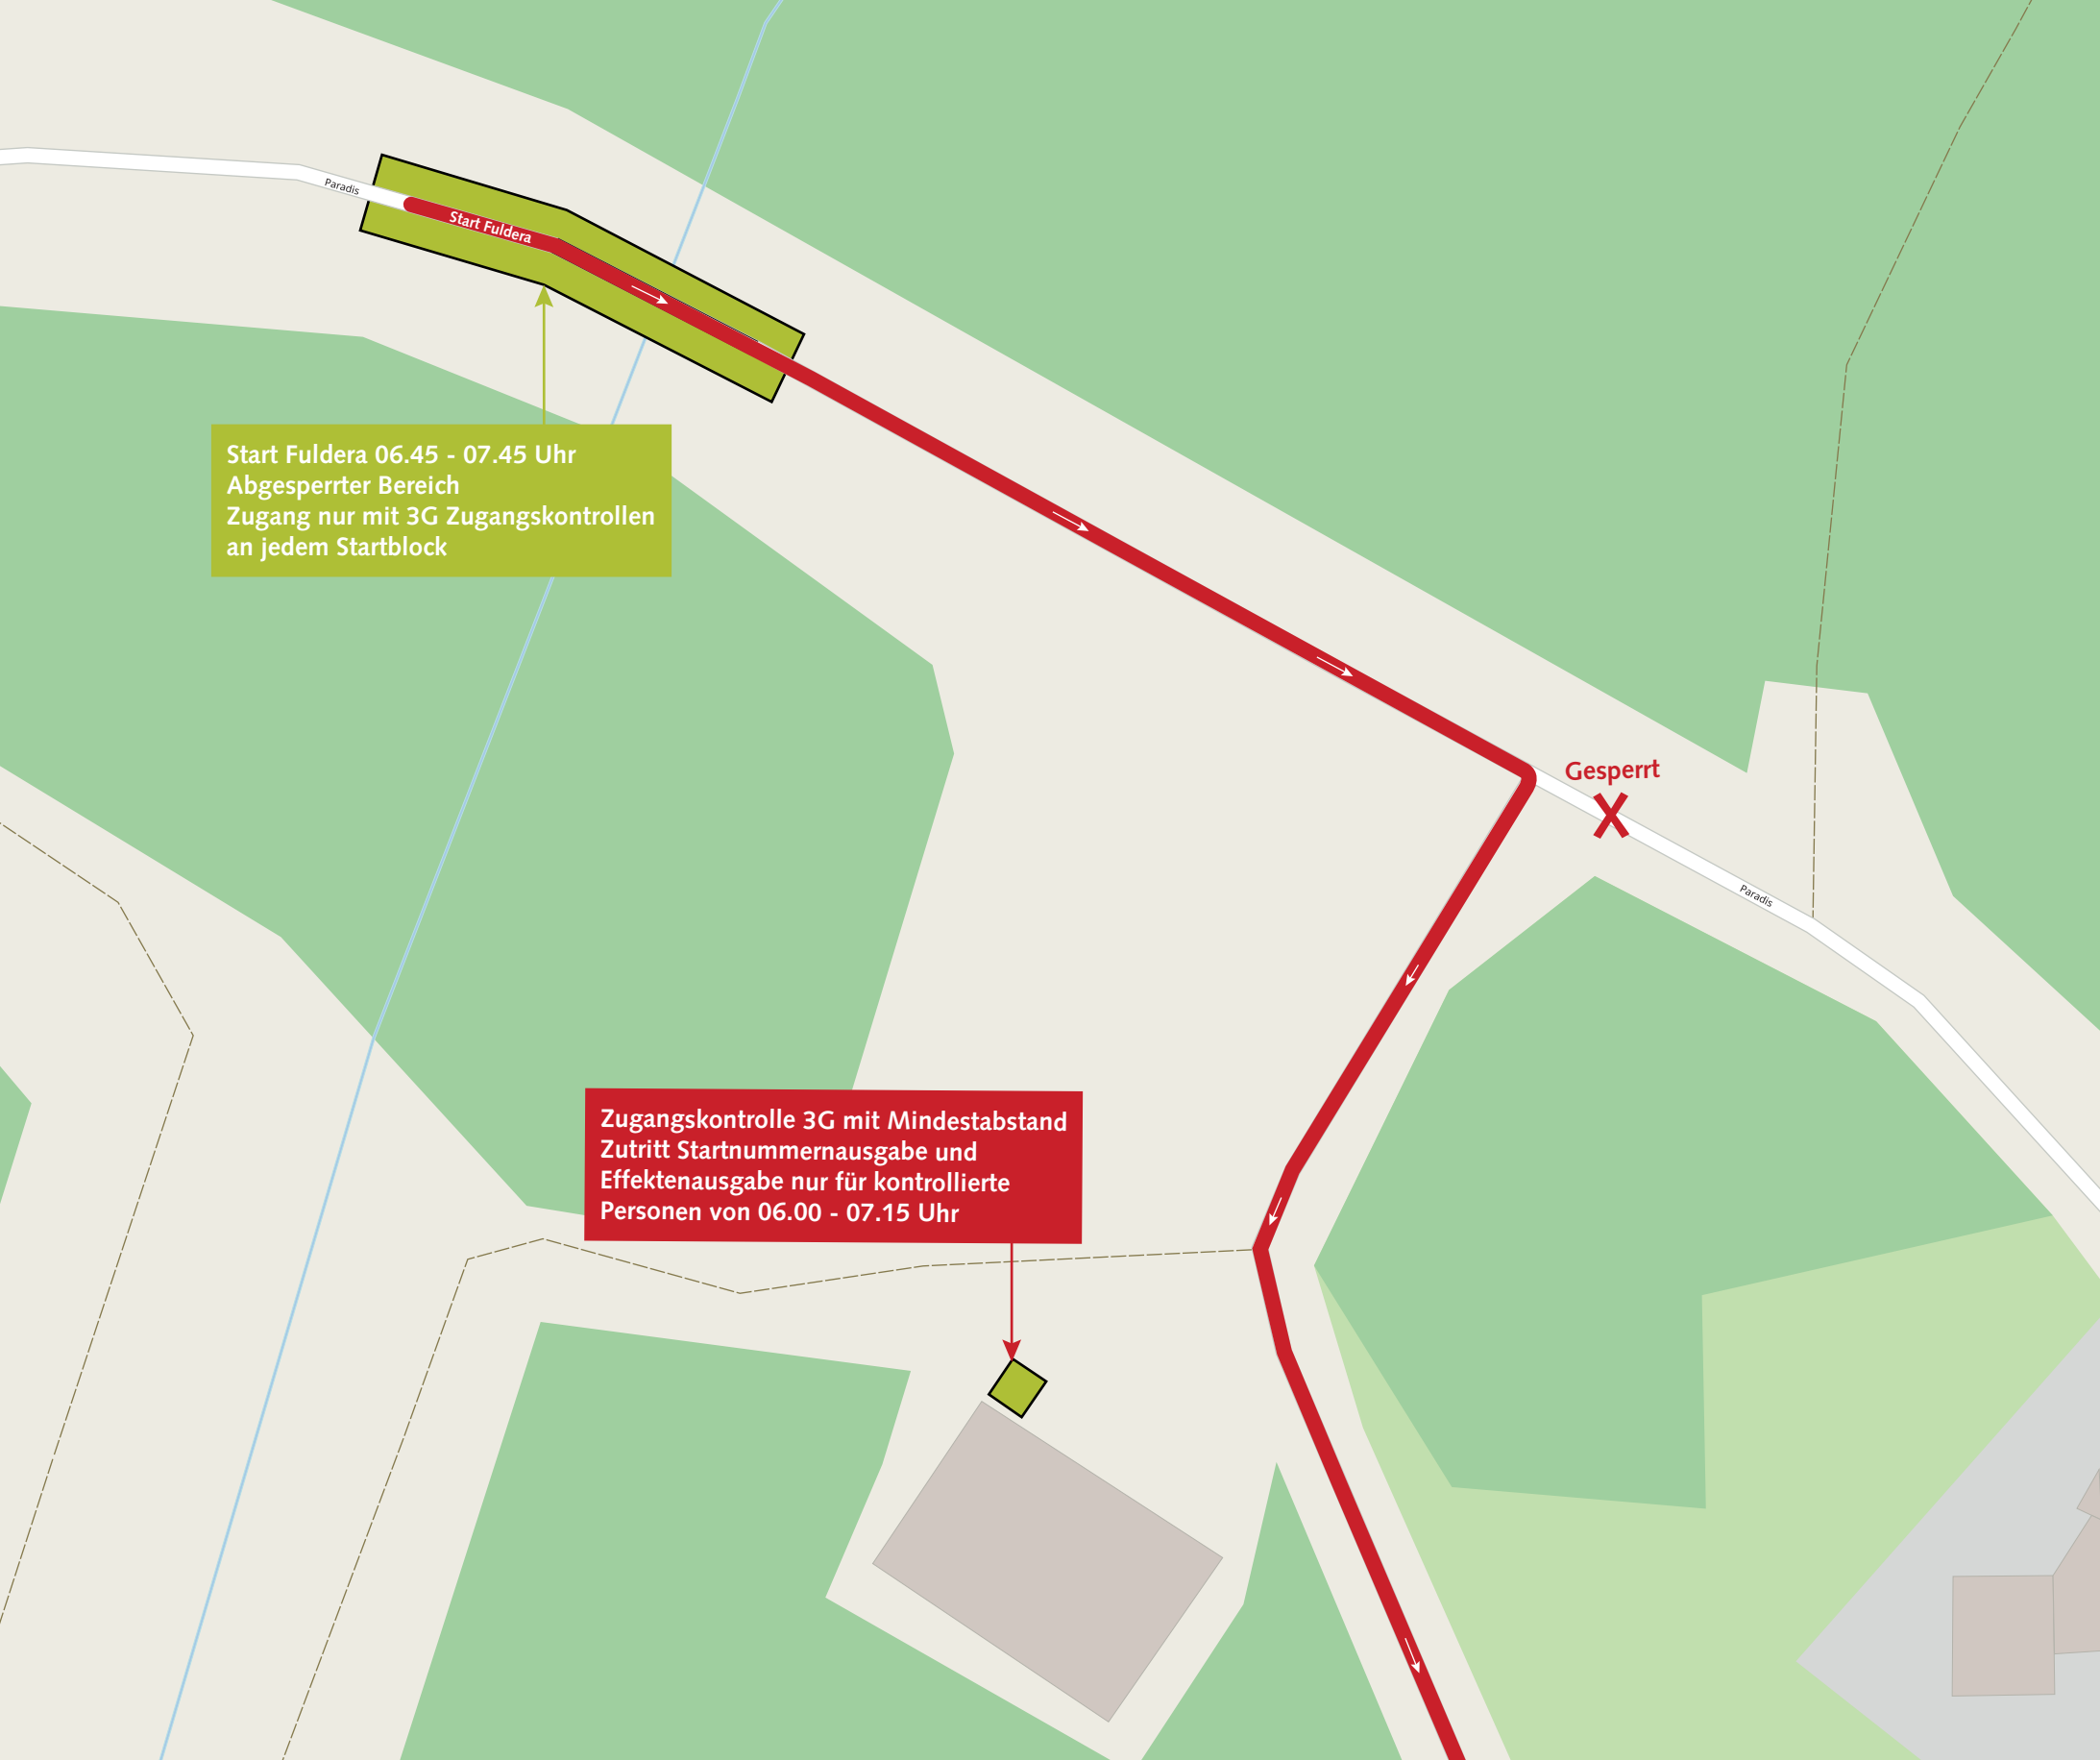 Paradis
Start Fuldera
Start Fuldera 06.45 - 07.45 Uhr
Abgesperrter Bereich
Zugang nur mit 3G Zugangskontrollen
an jedem Startblock
Gesperrt
Paradis
Zugangskontrolle 3G mit Mindestabstand
Zutritt Startnummernausgabe und
Effektenausgabe nur für kontrollierte
Personen von 06.00 - 07.15 Uhr